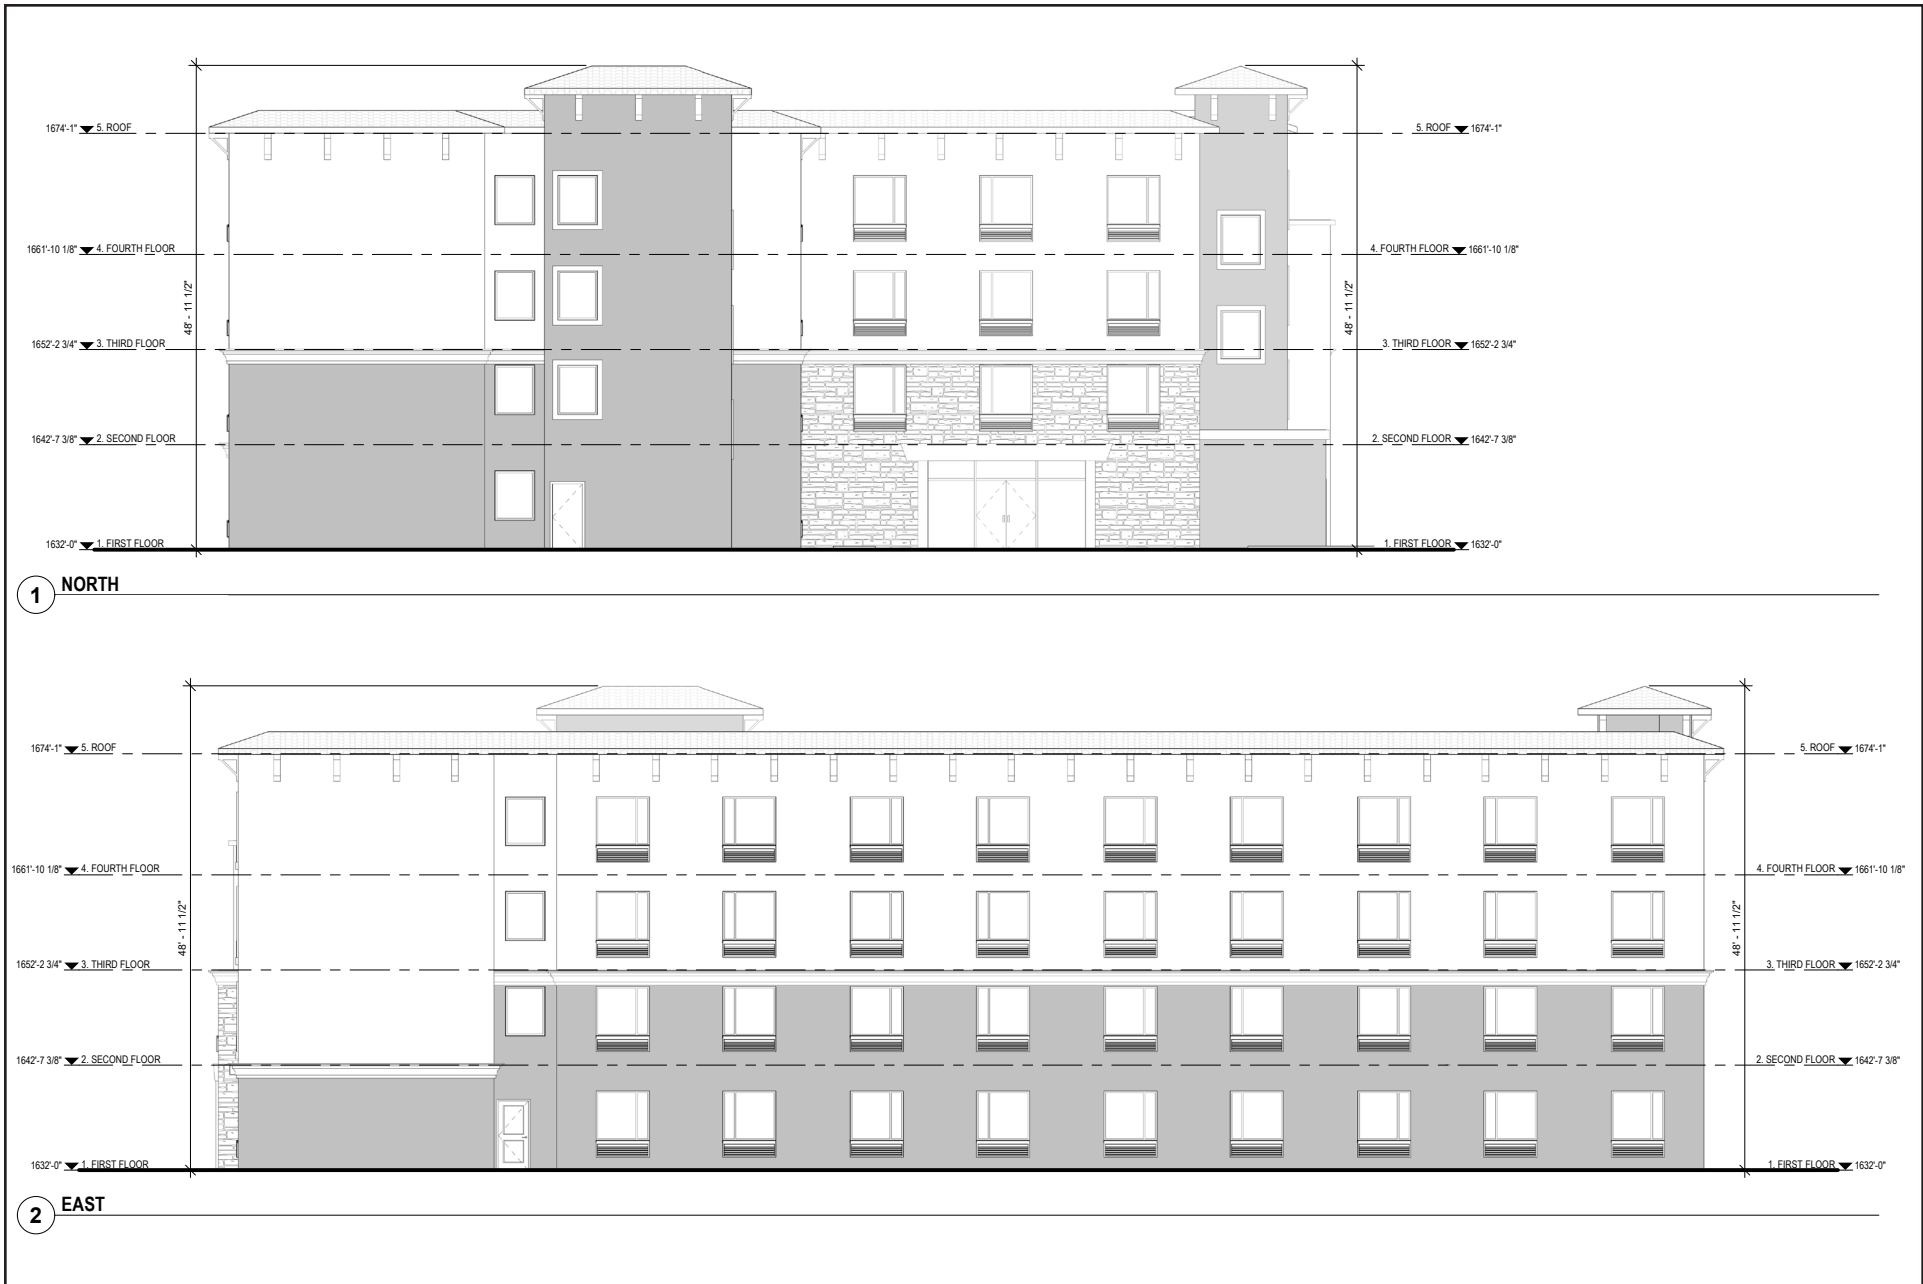 1674'-1" 5. ROOF
5. ROOF 1674'-1"
1661'-10 1/8" 4. FOURTH FLOOR
4. FOURTH FLOOR 1661'-10 1/8"
48' - 11 1/2"
48' - 11 1/2"
1652'-2 3/4" 3. THIRD FLOOR
3. THIRD FLOOR 1652'-2 3/4"
1642'-7 3/8" 2. SECOND FLOOR
2. SECOND FLOOR 1642'-7 3/8"
1632'-0" 1. FIRST FLOOR
1. FIRST FLOOR 1632'-0"
1 NORTH
1674'-1" 5. ROOF
5. ROOF 1674'-1"
1661'-10 1/8" 4. FOURTH FLOOR
4. FOURTH FLOOR 1661'-10 1/8"
48' - 11 1/2"
48' - 11 1/2"
1652'-2 3/4" 3. THIRD FLOOR
3. THIRD FLOOR 1652'-2 3/4"
1642'-7 3/8" 2. SECOND FLOOR
2. SECOND FLOOR 1642'-7 3/8"
1632'-0" 1. FIRST FLOOR
1. FIRST FLOOR 1632'-0"
2 EAST